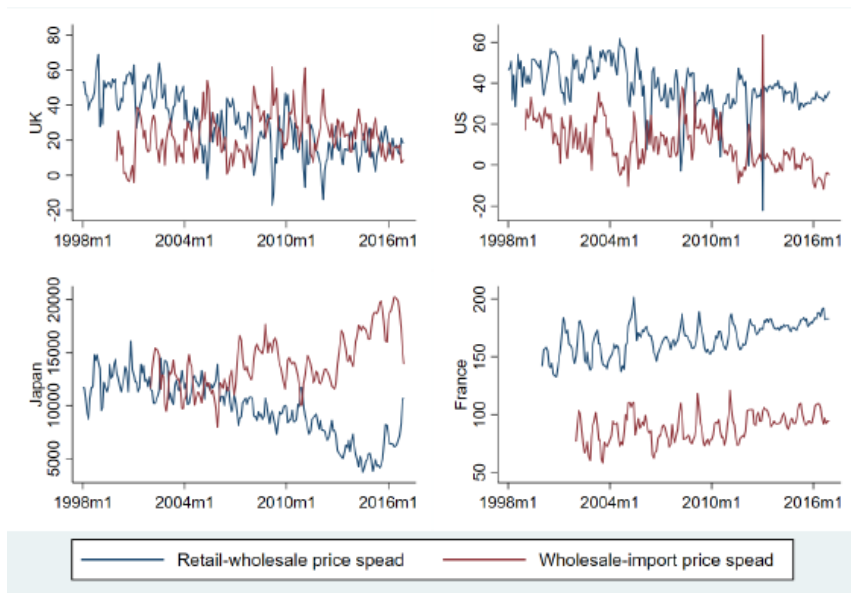 UK
80
60
40
20
0
-20
1998m1 2004m1 2010m1 2016m1
US
60
40
20
0
-20
1998m1 2004m1 2010m1 2016m1
Japan
20000
15000
10000
5000
1998m1 2004m1 2010m1 2016m1
France
200
150
100
50
1998m1 2004m1 2010m1 2016m1
Retail-wholesale price spead
Wholesale-import price spead